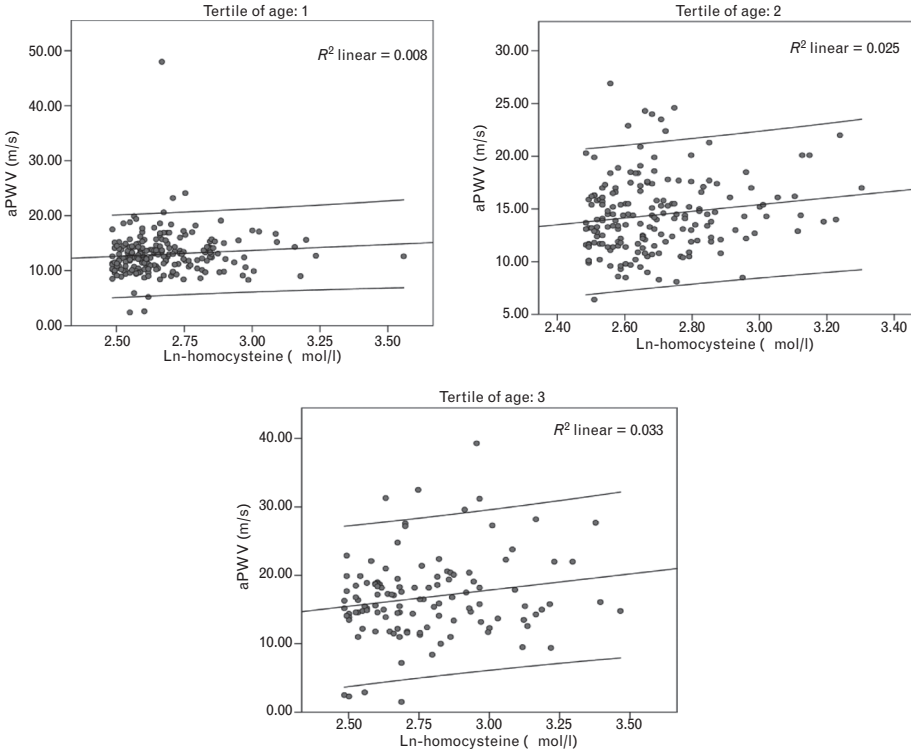 Tertile of age: 1
R² linear = 0.008
50.00
40.00
30.00
20.00
10.00
0.00
aPWV (m/s)
2.50 2.75 3.00 3.25 3.50
Ln-homocysteine ( mol/l)
Tertile of age: 2
R² linear = 0.025
30.00
25.00
20.00
15.00
10.00
5.00
aPWV (m/s)
2.40 2.60 2.80 3.00 3.20 3.40
Ln-homocysteine ( mol/l)
Tertile of age: 3
R² linear = 0.033
40.00
30.00
20.00
10.00
0.00
aPWV (m/s)
2.50 2.75 3.00 3.25 3.50
Ln-homocysteine ( mol/l)